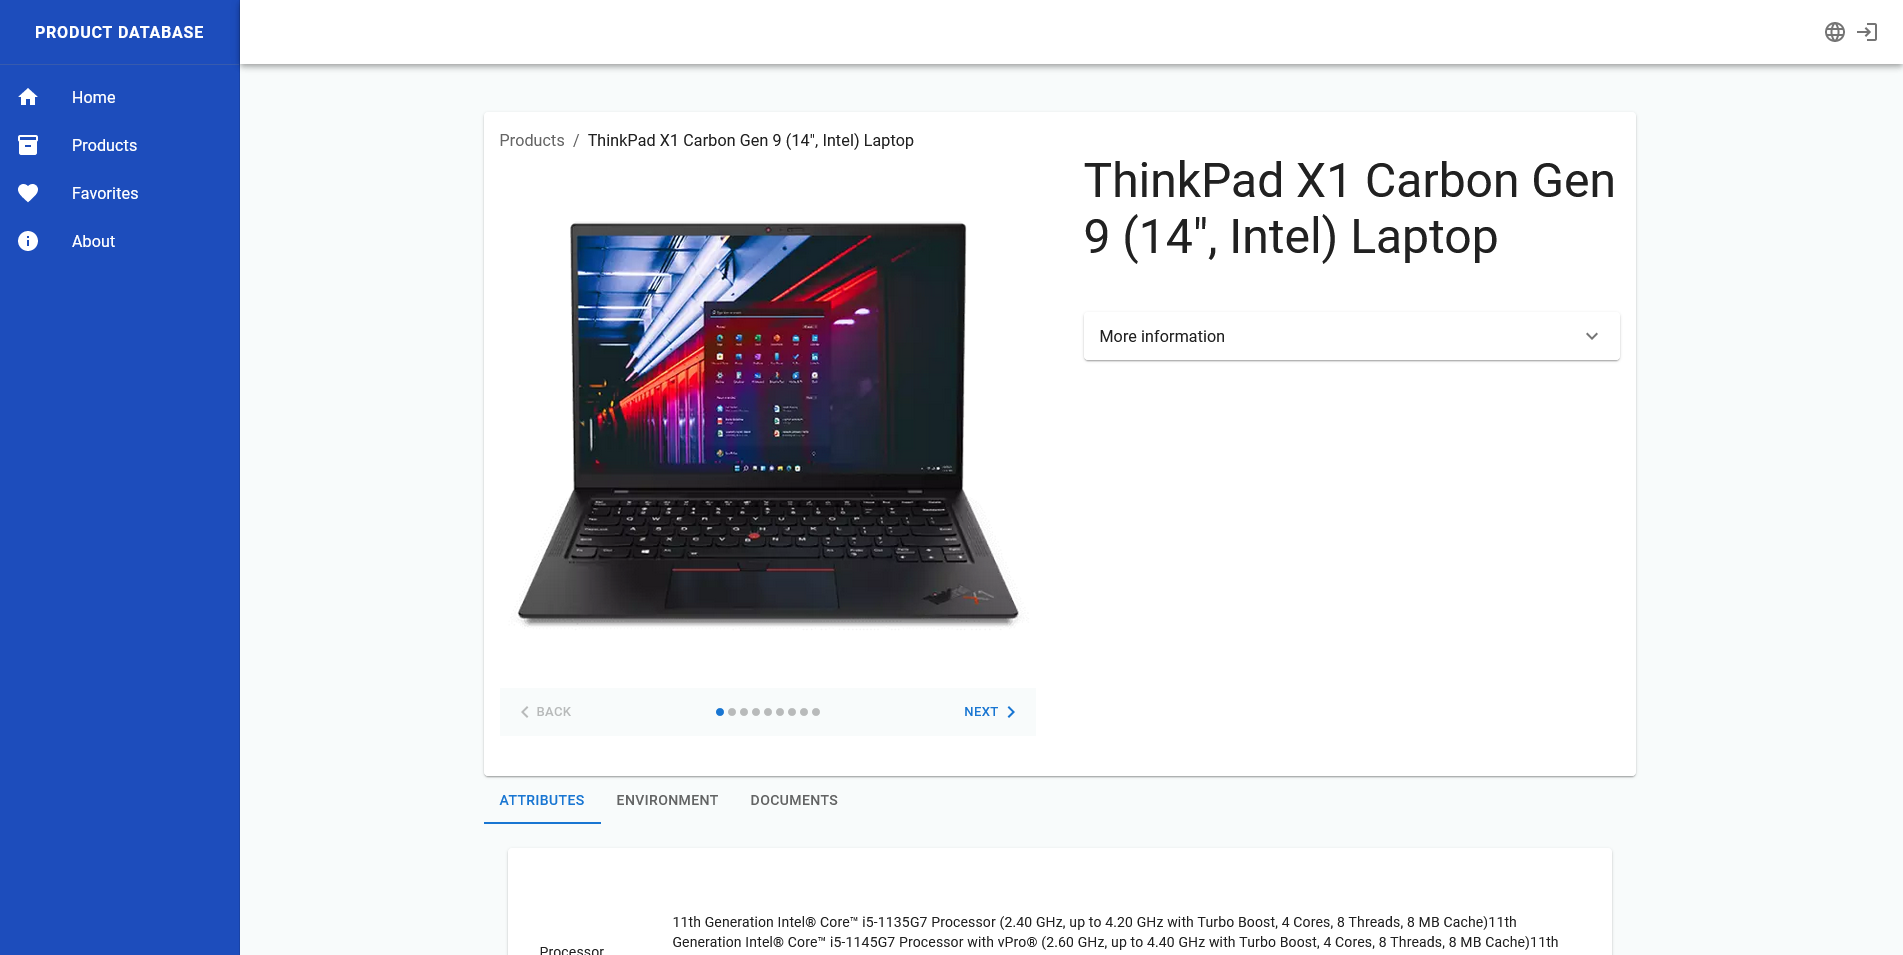 PRODUCT DATABASE
Home
Products
Favorites
About
Products / ThinkPad X1 Carbon Gen 9 (14", Intel) Laptop
ThinkPad X1 Carbon Gen
9 (14", Intel) Laptop
More information
BACK
NEXT
ATTRIBUTES ENVIRONMENT DOCUMENTS
Processor
11th Generation Intel® Core™ i5-1135G7 Processor (2.40 GHz, up to 4.20 GHz with Turbo Boost, 4 Cores, 8 Threads, 8 MB Cache)11th
Generation Intel® Core™ i5-1145G7 Processor with vPro® (2.60 GHz, up to 4.40 GHz with Turbo Boost, 4 Cores, 8 Threads, 8 MB Cache)11th